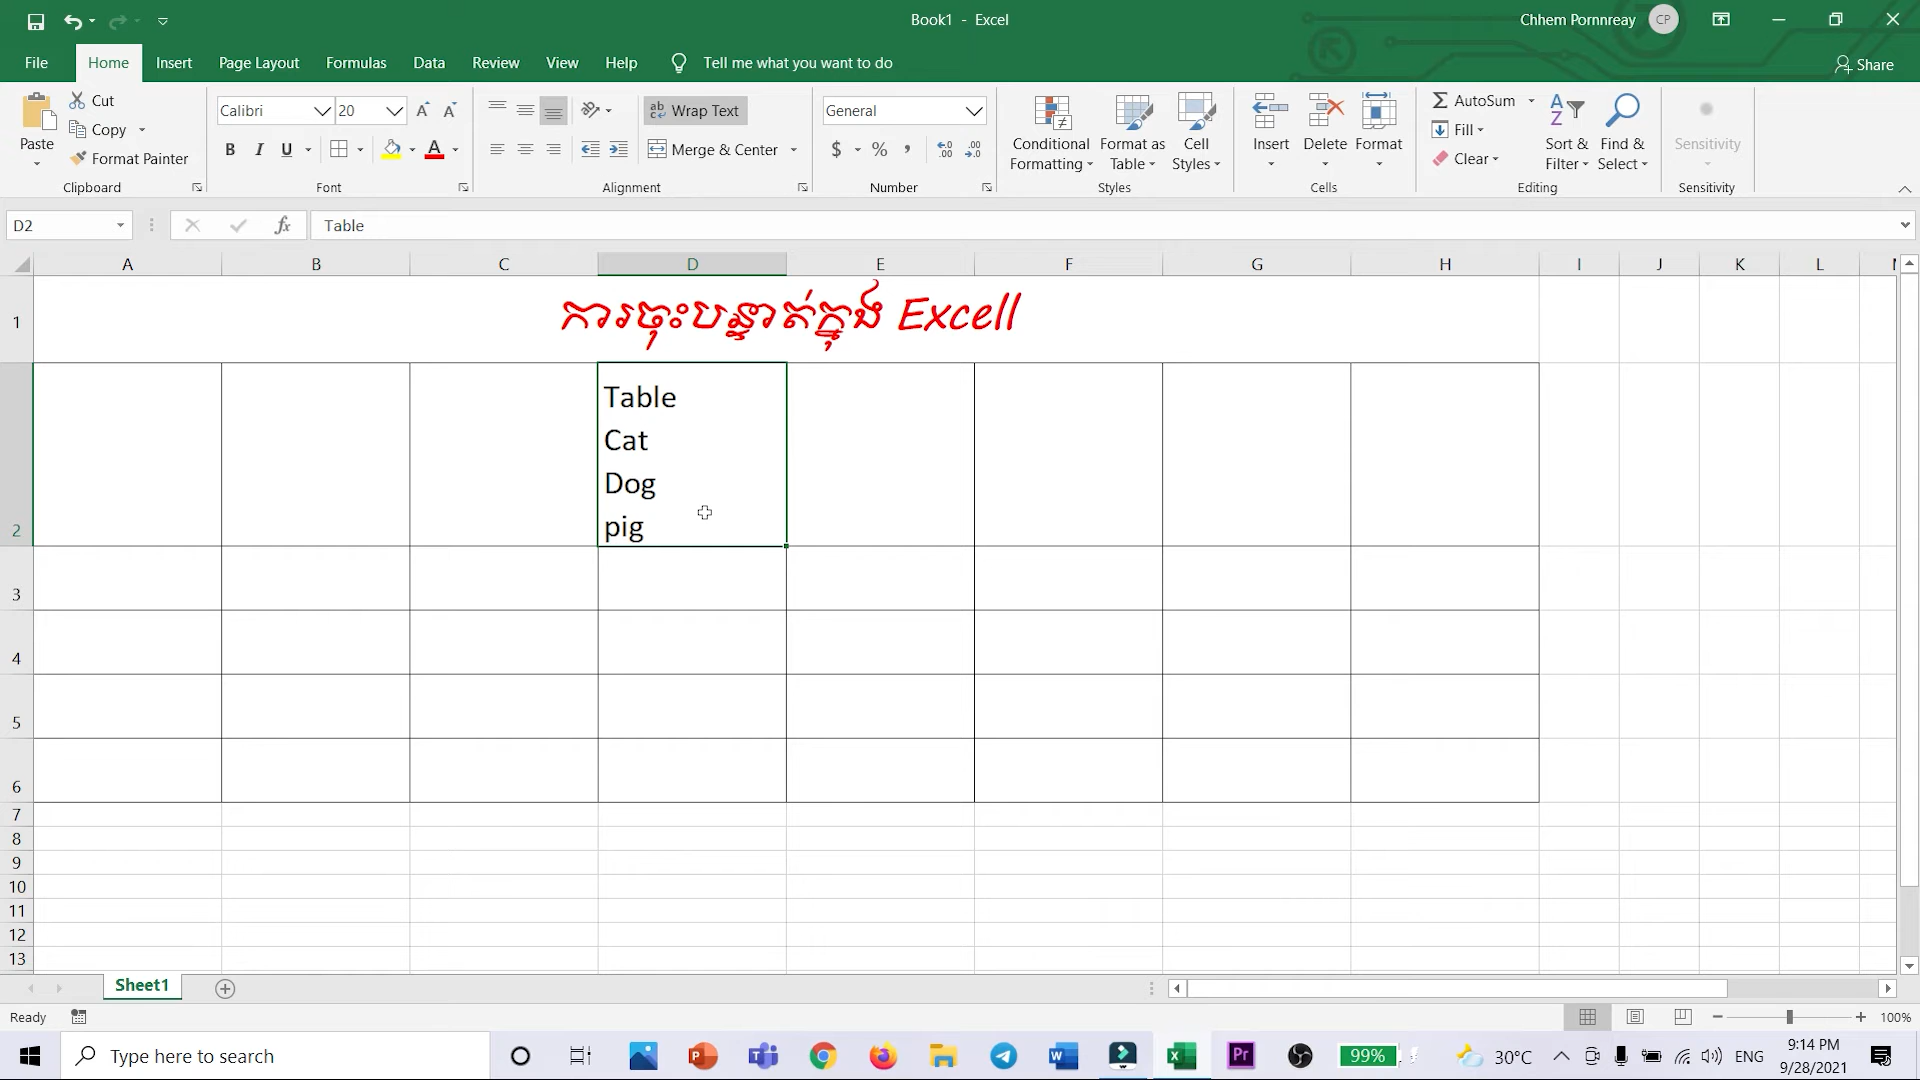 Book1 - Excel
Chhem Pornnreay
CP
File
Home
Insert
Page Layout
Formulas
Data
Review
View
Help
Tell me what you want to do
Share
Paste
Cut
Copy
Format Painter
Clipboard
Calibri
20
B I U
Font
Wrap Text
Merge & Center
Alignment
General
$ % ,
Number
Conditional
Formatting
Format as
Table
Cell
Styles
Styles
Insert
Delete
Format
Cells
AutoSum
Fill
Clear
Sort &
Filter
Find &
Select
Editing
Sensitivity
Sensitivity
D2
fx
Table
A B C D E F G H I J K L
1
ការចុះបន្ទាត់ក្នុង Excell
2
Table
Cat
Dog
pig
3
4
5
6
7
8
9
10
11
12
13
Sheet1
Ready
100%
Type here to search
99%
30°C
ENG
9:14 PM
9/28/2021